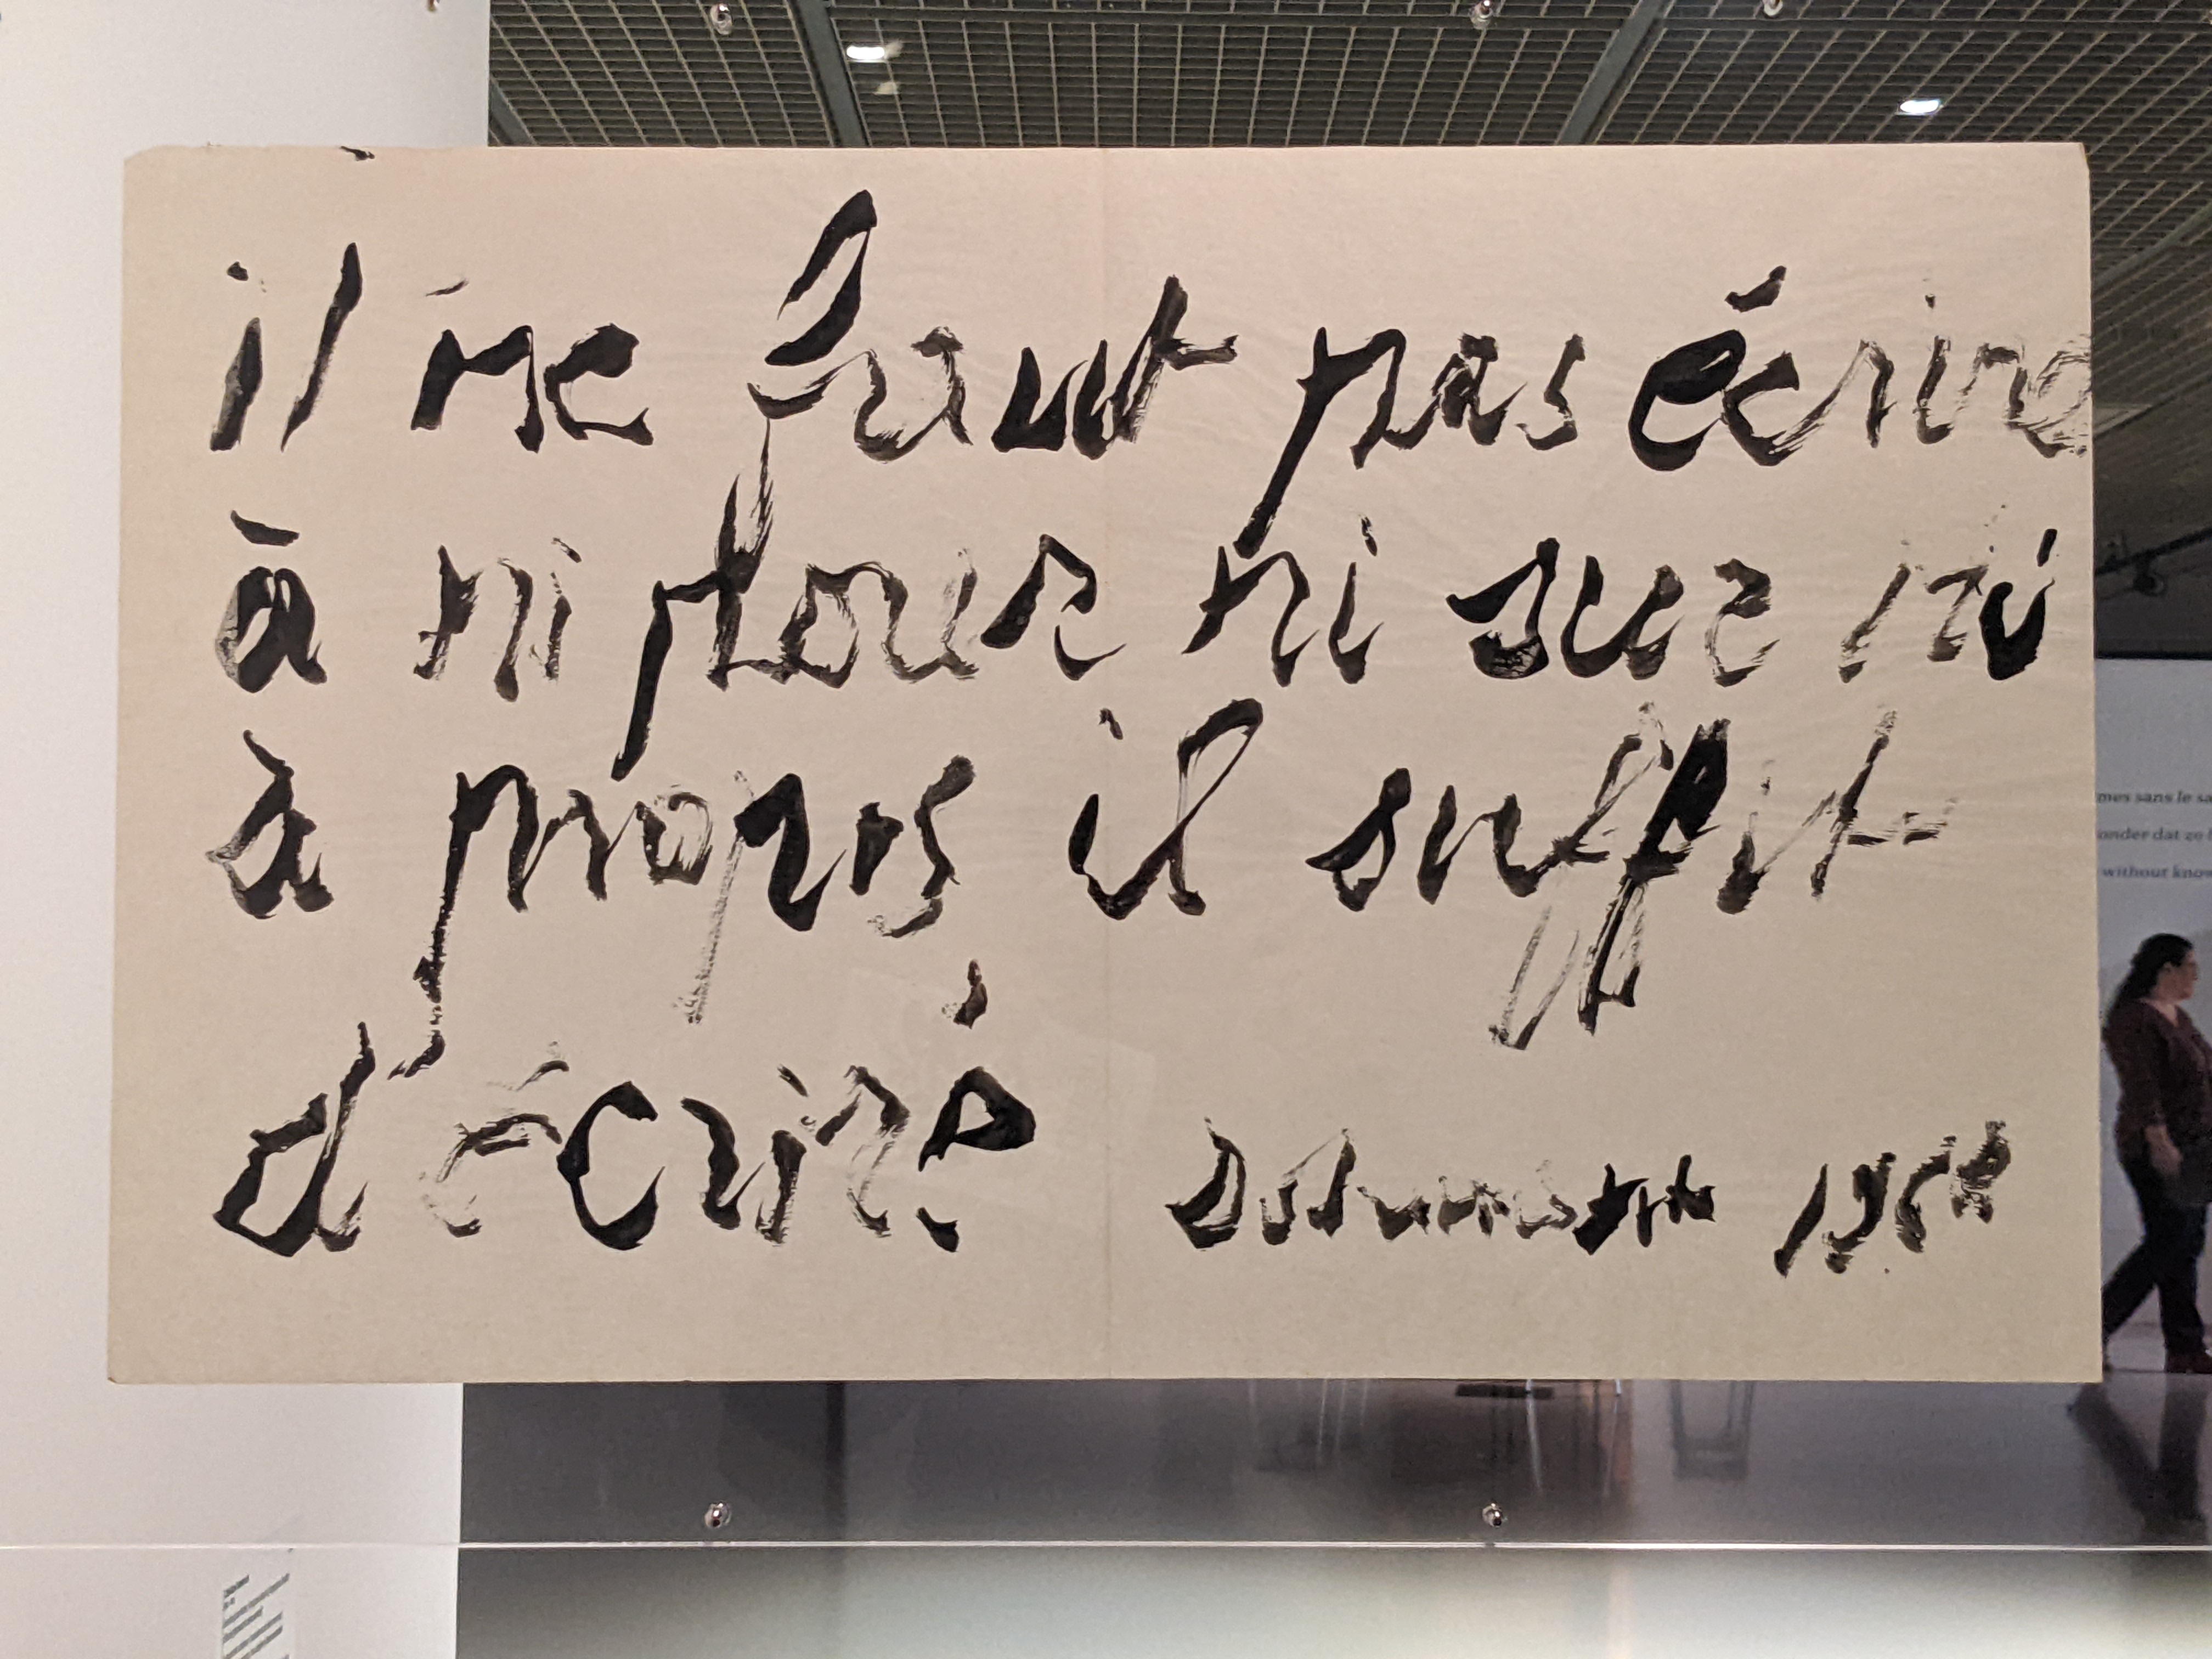 il ne faut pas écrire
à ni pour ni sur ni
à propos, il suffit
d'écrire
Dotremont 1968
mes sans le sa
onder dat ze
without know